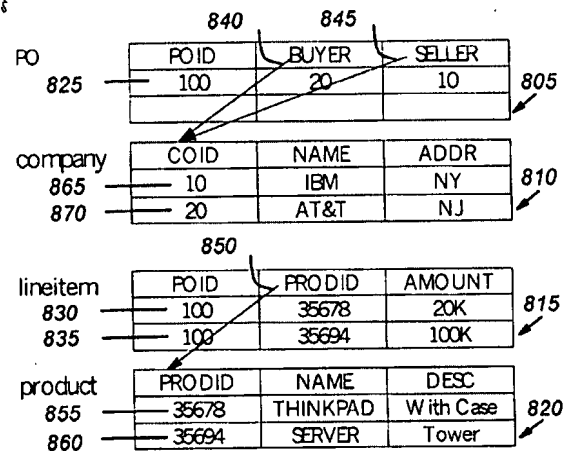 840 845
PO POID BUYER SELLER
825 100 20 10 805
company COID NAME ADDR
865 10 IBM NY 810
870 20 AT&T NJ
850
lineitem POID PRODID AMOUNT
830 100 35678 20K 815
835 100 35694 100K
product PRODID NAME DESC
855 35678 THINKPAD With Case 820
860 35694 SERVER Tower